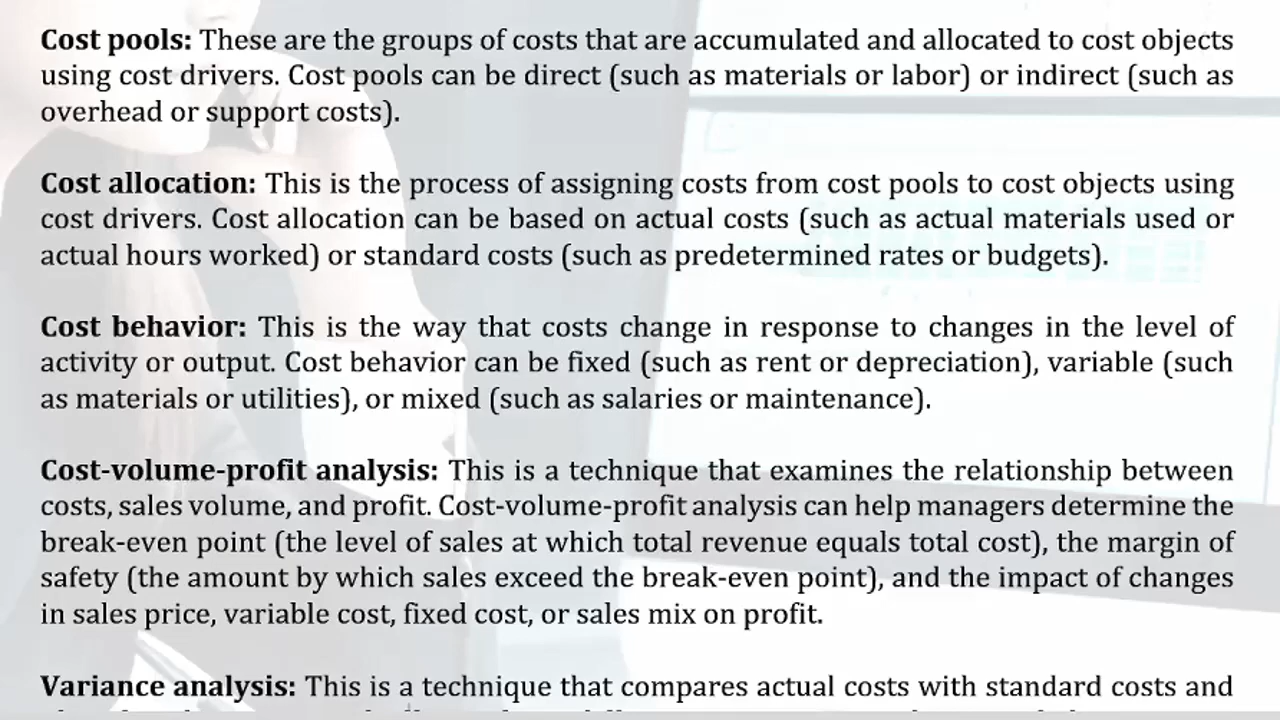 Cost pools: These are the groups of costs that are accumulated and allocated to cost objects
using cost drivers. Cost pools can be direct (such as materials or labor) or indirect (such as
overhead or support costs).
Cost allocation: This is the process of assigning costs from cost pools to cost objects using
cost drivers. Cost allocation can be based on actual costs (such as actual materials used or
actual hours worked) or standard costs (such as predetermined rates or budgets).
Cost behavior: This is the way that costs change in response to changes in the level of
activity or output. Cost behavior can be fixed (such as rent or depreciation), variable (such
as materials or utilities), or mixed (such as salaries or maintenance).
Cost-volume-profit analysis: This is a technique that examines the relationship between
costs, sales volume, and profit. Cost-volume-profit analysis can help managers determine the
break-even point (the level of sales at which total revenue equals total cost), the margin of
safety (the amount by which sales exceed the break-even point), and the impact of changes
in sales price, variable cost, fixed cost, or sales mix on profit.
Variance analysis: This is a technique that compares actual costs with standard costs and